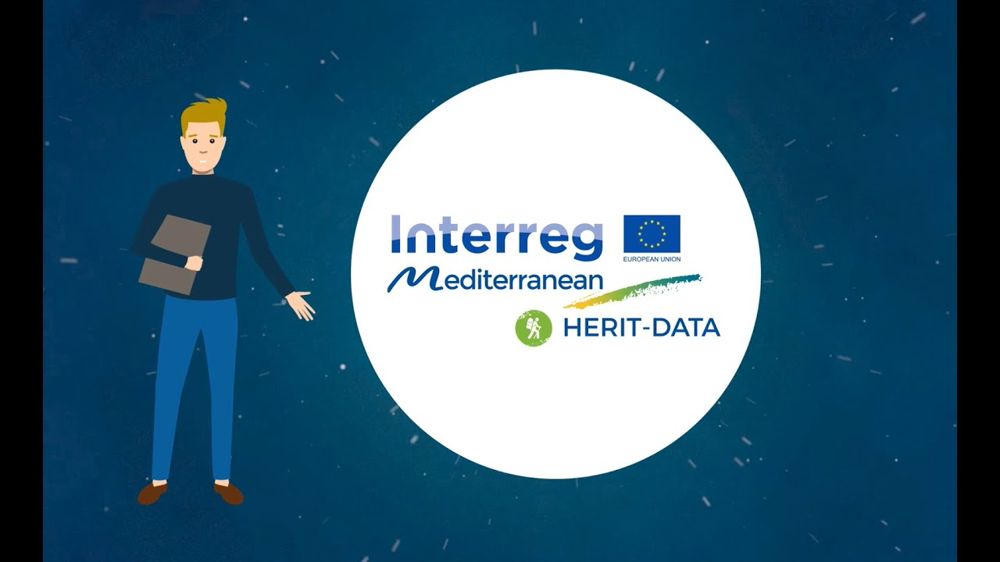 Interreg
EUROPEAN UNION
Mediterranean
HERIT-DATA